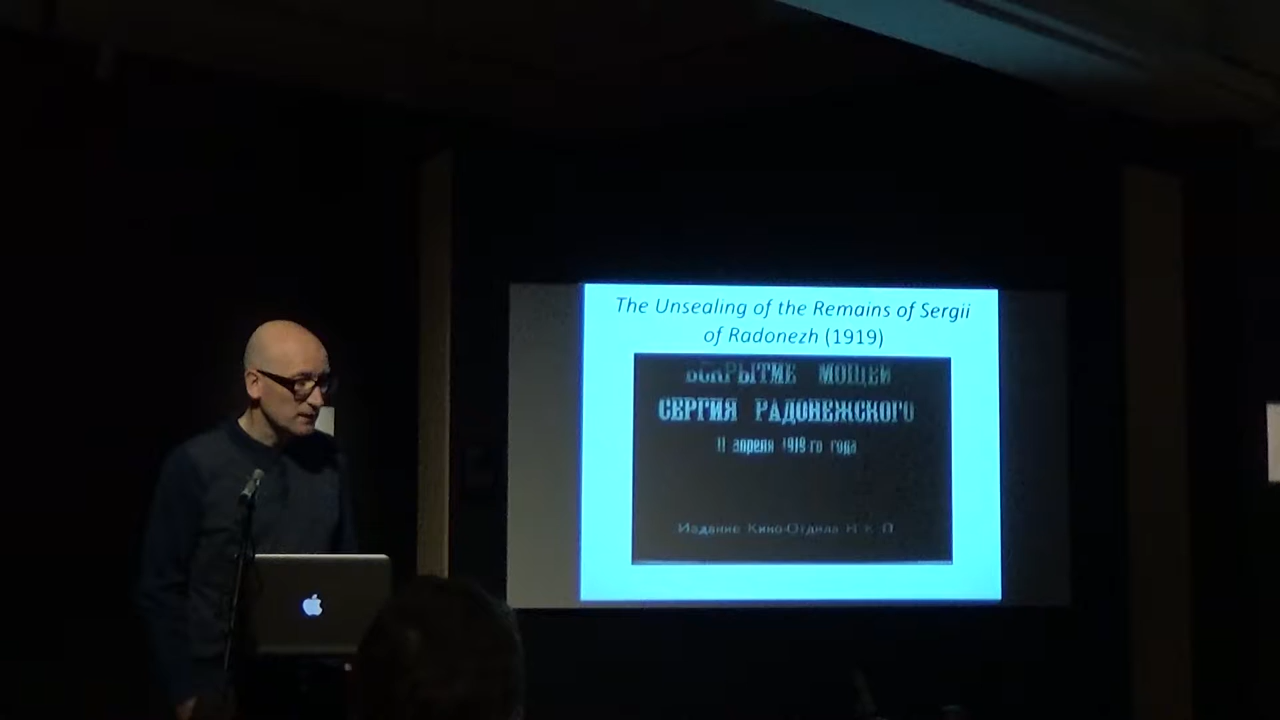 The Unsealing of the Remains of Sergii
of Radonezh (1919)
ВСКРЫТИЕ МОЩЕЙ
СЕРГИЯ РАДОНЕЖСКОГО
11 апреля 1919 го года
Издание Кино-Отдела Н К П